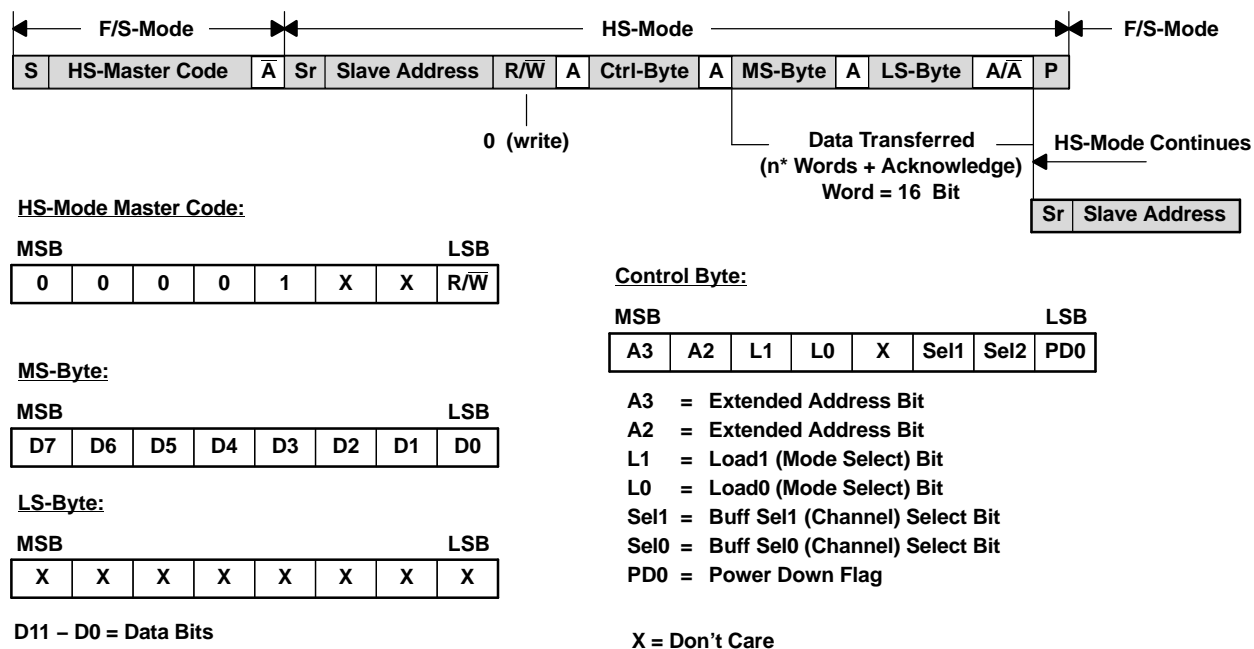 F/S-Mode HS-Mode F/S-Mode
S HS-Master Code A̅ Sr Slave Address R/W̅ A Ctrl-Byte A MS-Byte A LS-Byte A/A̅ P
0 (write)
Data Transferred
(n* Words + Acknowledge)
Word = 16 Bit
HS-Mode Continues
Sr Slave Address
HS-Mode Master Code:
MSB LSB
0 0 0 0 1 X X R/W̅
MS-Byte:
MSB LSB
D7 D6 D5 D4 D3 D2 D1 D0
LS-Byte:
MSB LSB
X X X X X X X X
D11 – D0 = Data Bits
Control Byte:
MSB LSB
A3 A2 L1 L0 X Sel1 Sel2 PD0
A3 = Extended Address Bit
A2 = Extended Address Bit
L1 = Load1 (Mode Select) Bit
L0 = Load0 (Mode Select) Bit
Sel1 = Buff Sel1 (Channel) Select Bit
Sel0 = Buff Sel0 (Channel) Select Bit
PD0 = Power Down Flag
X = Don't Care